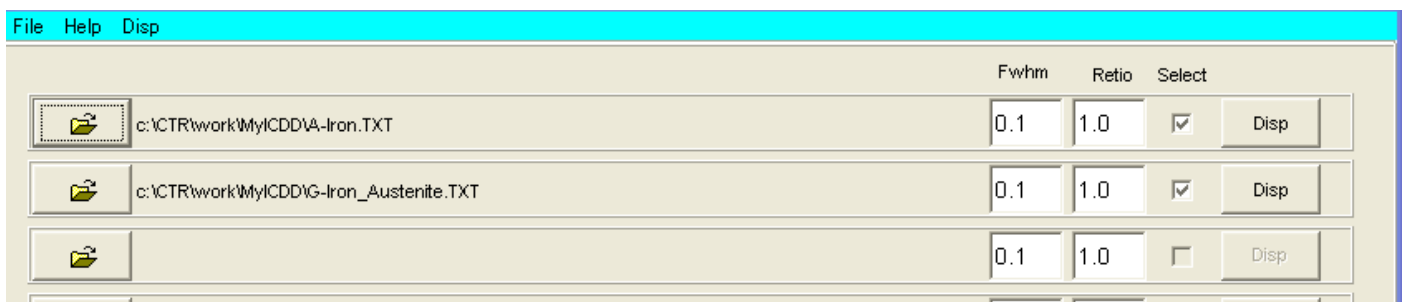 File Help Disp
Fwhm Retio Select
c:\CTR\work\MyICDD\A-Iron.TXT 0.1 1.0 Disp
c:\CTR\work\MyICDD\G-Iron_Austenite.TXT 0.1 1.0 Disp
0.1 1.0 Disp